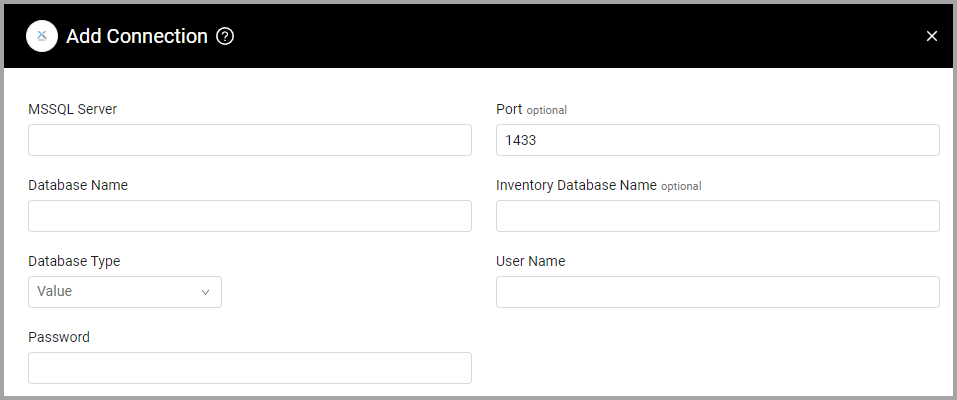 Add Connection ?
MSSQL Server
Port optional
1433
Database Name
Inventory Database Name optional
Database Type
User Name
Value
Password